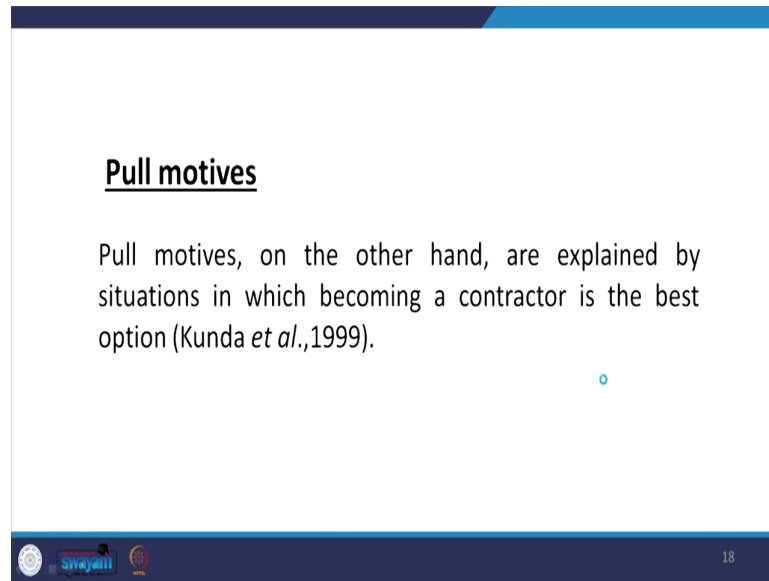 Pull motives
Pull motives, on the other hand, are explained by
situations in which becoming a contractor is the best
option (Kunda et al.,1999).
swayam
18